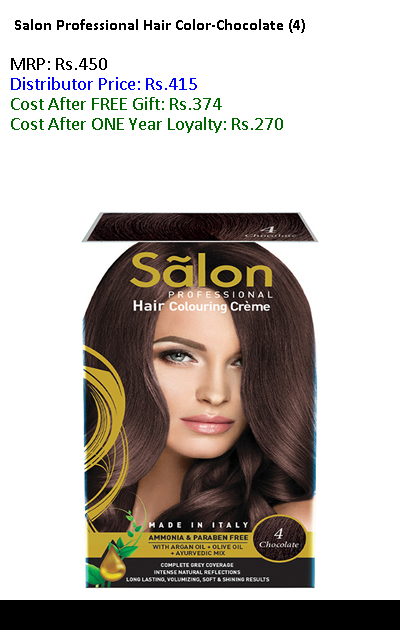 Salon Professional Hair Color-Chocolate (4)
MRP: Rs.450
Distributor Price: Rs.415
Cost After FREE Gift: Rs.374
Cost After ONE Year Loyalty: Rs.270
4
Chocolate
Sãlon
PROFESSIONAL
Hair Colouring Crème
MADE IN ITALY
AMMONIA & PARABEN FREE
WITH ARGAN OIL • OLIVE OIL
• AYURVEDIC MIX
4
Chocolate
COMPLETE GREY COVERAGE
INTENSE NATURAL REFLECTIONS
LONG LASTING, VOLUMIZING, SOFT & SHINING RESULTS